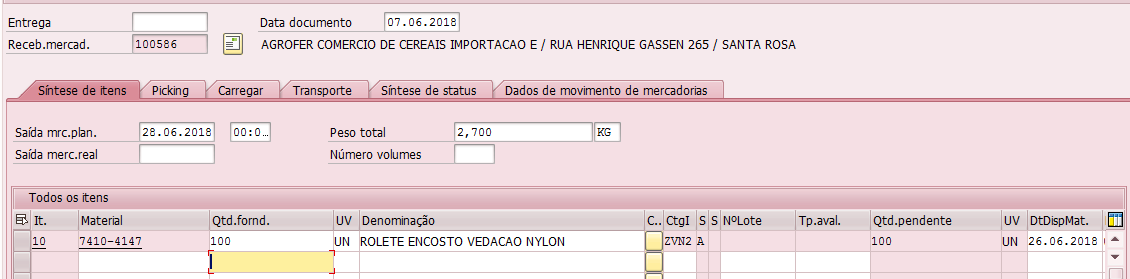 Entrega Data documento 07.06.2018
Receb.mercad. 100586 AGROFER COMERCIO DE CEREAIS IMPORTACAO E / RUA HENRIQUE GASSEN 265 / SANTA ROSA
Síntese de itens Picking Carregar Transporte Síntese de status Dados de movimento de mercadorias
Saída mrc.plan. 28.06.2018 00:0… Peso total 2,700 KG
Saída merc.real Número volumes
Todos os itens
It. Material Qtd.fornd. UV Denominação C.. CtgI S S NºLote Tp.aval. Qtd.pendente UV DtDispMat.
10 7410-4147 100 UN ROLETE ENCOSTO VEDACAO NYLON ZVN2 A 100 UN 26.06.2018